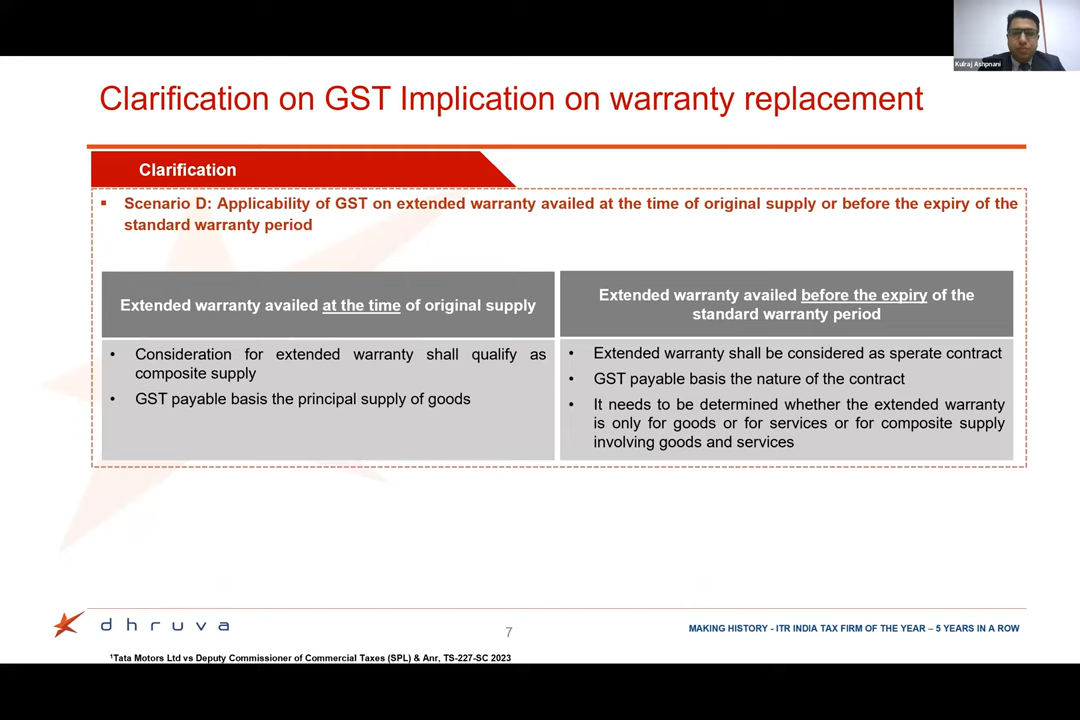 Kulraj Ashpnani
Clarification on GST Implication on warranty replacement
Clarification
▪ Scenario D: Applicability of GST on extended warranty availed at the time of original supply or before the expiry of the
standard warranty period
Extended warranty availed at the time of original supply
• Consideration for extended warranty shall qualify as
composite supply
• GST payable basis the principal supply of goods
Extended warranty availed before the expiry of the
standard warranty period
• Extended warranty shall be considered as sperate contract
• GST payable basis the nature of the contract
• It needs to be determined whether the extended warranty
is only for goods or for services or for composite supply
involving goods and services
dhruva
7
MAKING HISTORY - ITR INDIA TAX FIRM OF THE YEAR – 5 YEARS IN A ROW
¹Tata Motors Ltd vs Deputy Commissioner of Commercial Taxes (SPL) & Anr, TS-227-SC 2023